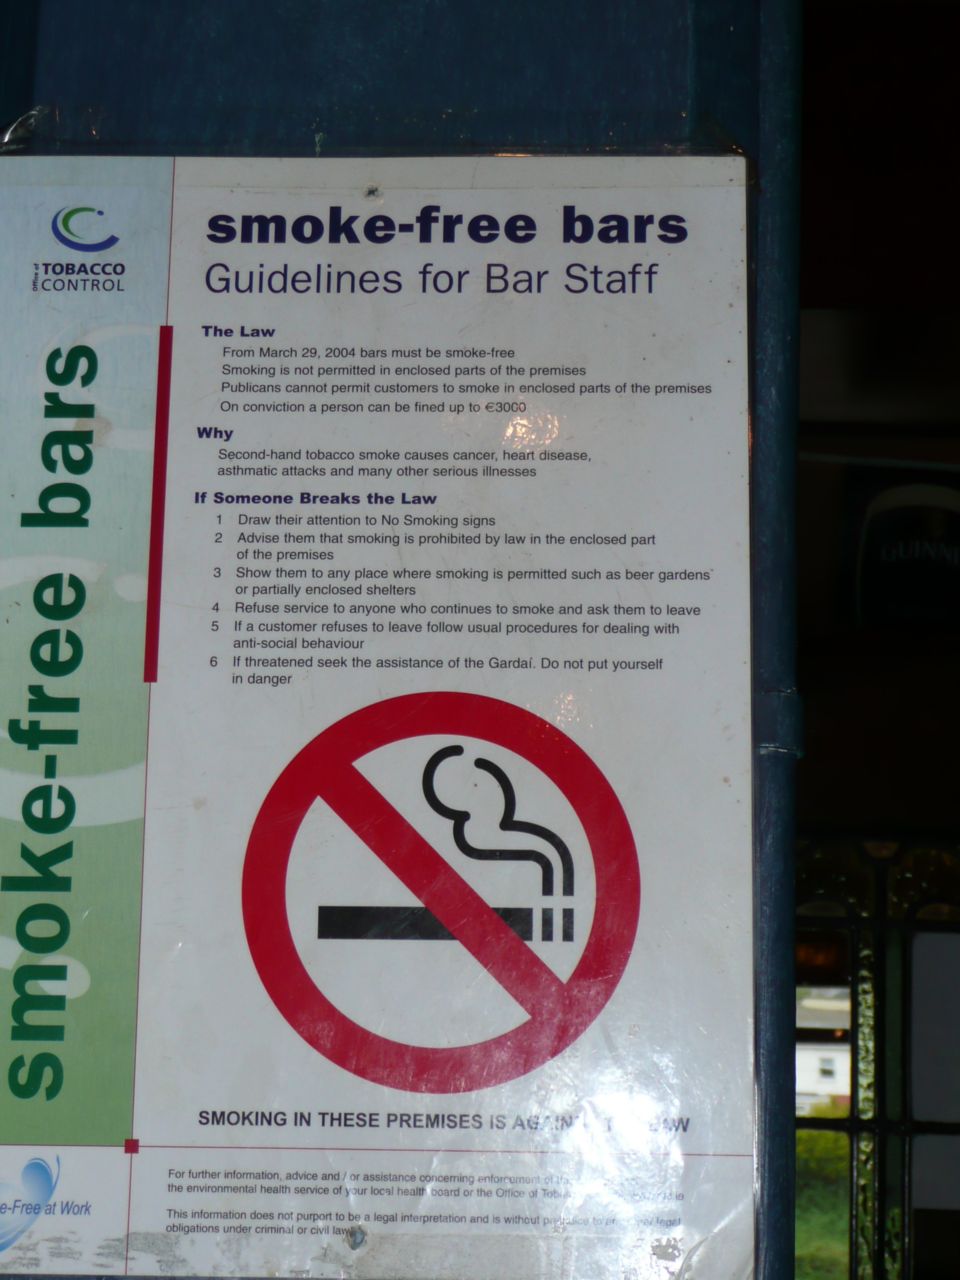 Office of
TOBACCO
CONTROL
smoke-free bars
smoke-free bars
Guidelines for Bar Staff
The Law
From March 29, 2004 bars must be smoke-free
Smoking is not permitted in enclosed parts of the premises
Publicans cannot permit customers to smoke in enclosed parts of the premises
On conviction a person can be fined up to €3000
Why
Second-hand tobacco smoke causes cancer, heart disease,
asthmatic attacks and many other serious illnesses
If Someone Breaks the Law
1 Draw their attention to No Smoking signs
2 Advise them that smoking is prohibited by law in the enclosed part
of the premises
3 Show them to any place where smoking is permitted such as beer gardens
or partially enclosed shelters
4 Refuse service to anyone who continues to smoke and ask them to leave
5 If a customer refuses to leave follow usual procedures for dealing with
anti-social behaviour
6 If threatened seek the assistance of the Gardaí. Do not put yourself
in danger
SMOKING IN THESE PREMISES IS AGAINST LAW
For further information, advice and / or assistance concerning enforcement of
the environmental health service of your local health board or the Office of
This information does not purport to be a legal interpretation and is without prejudice to legal
obligations under criminal or civil law
e-Free at Work
GUINN